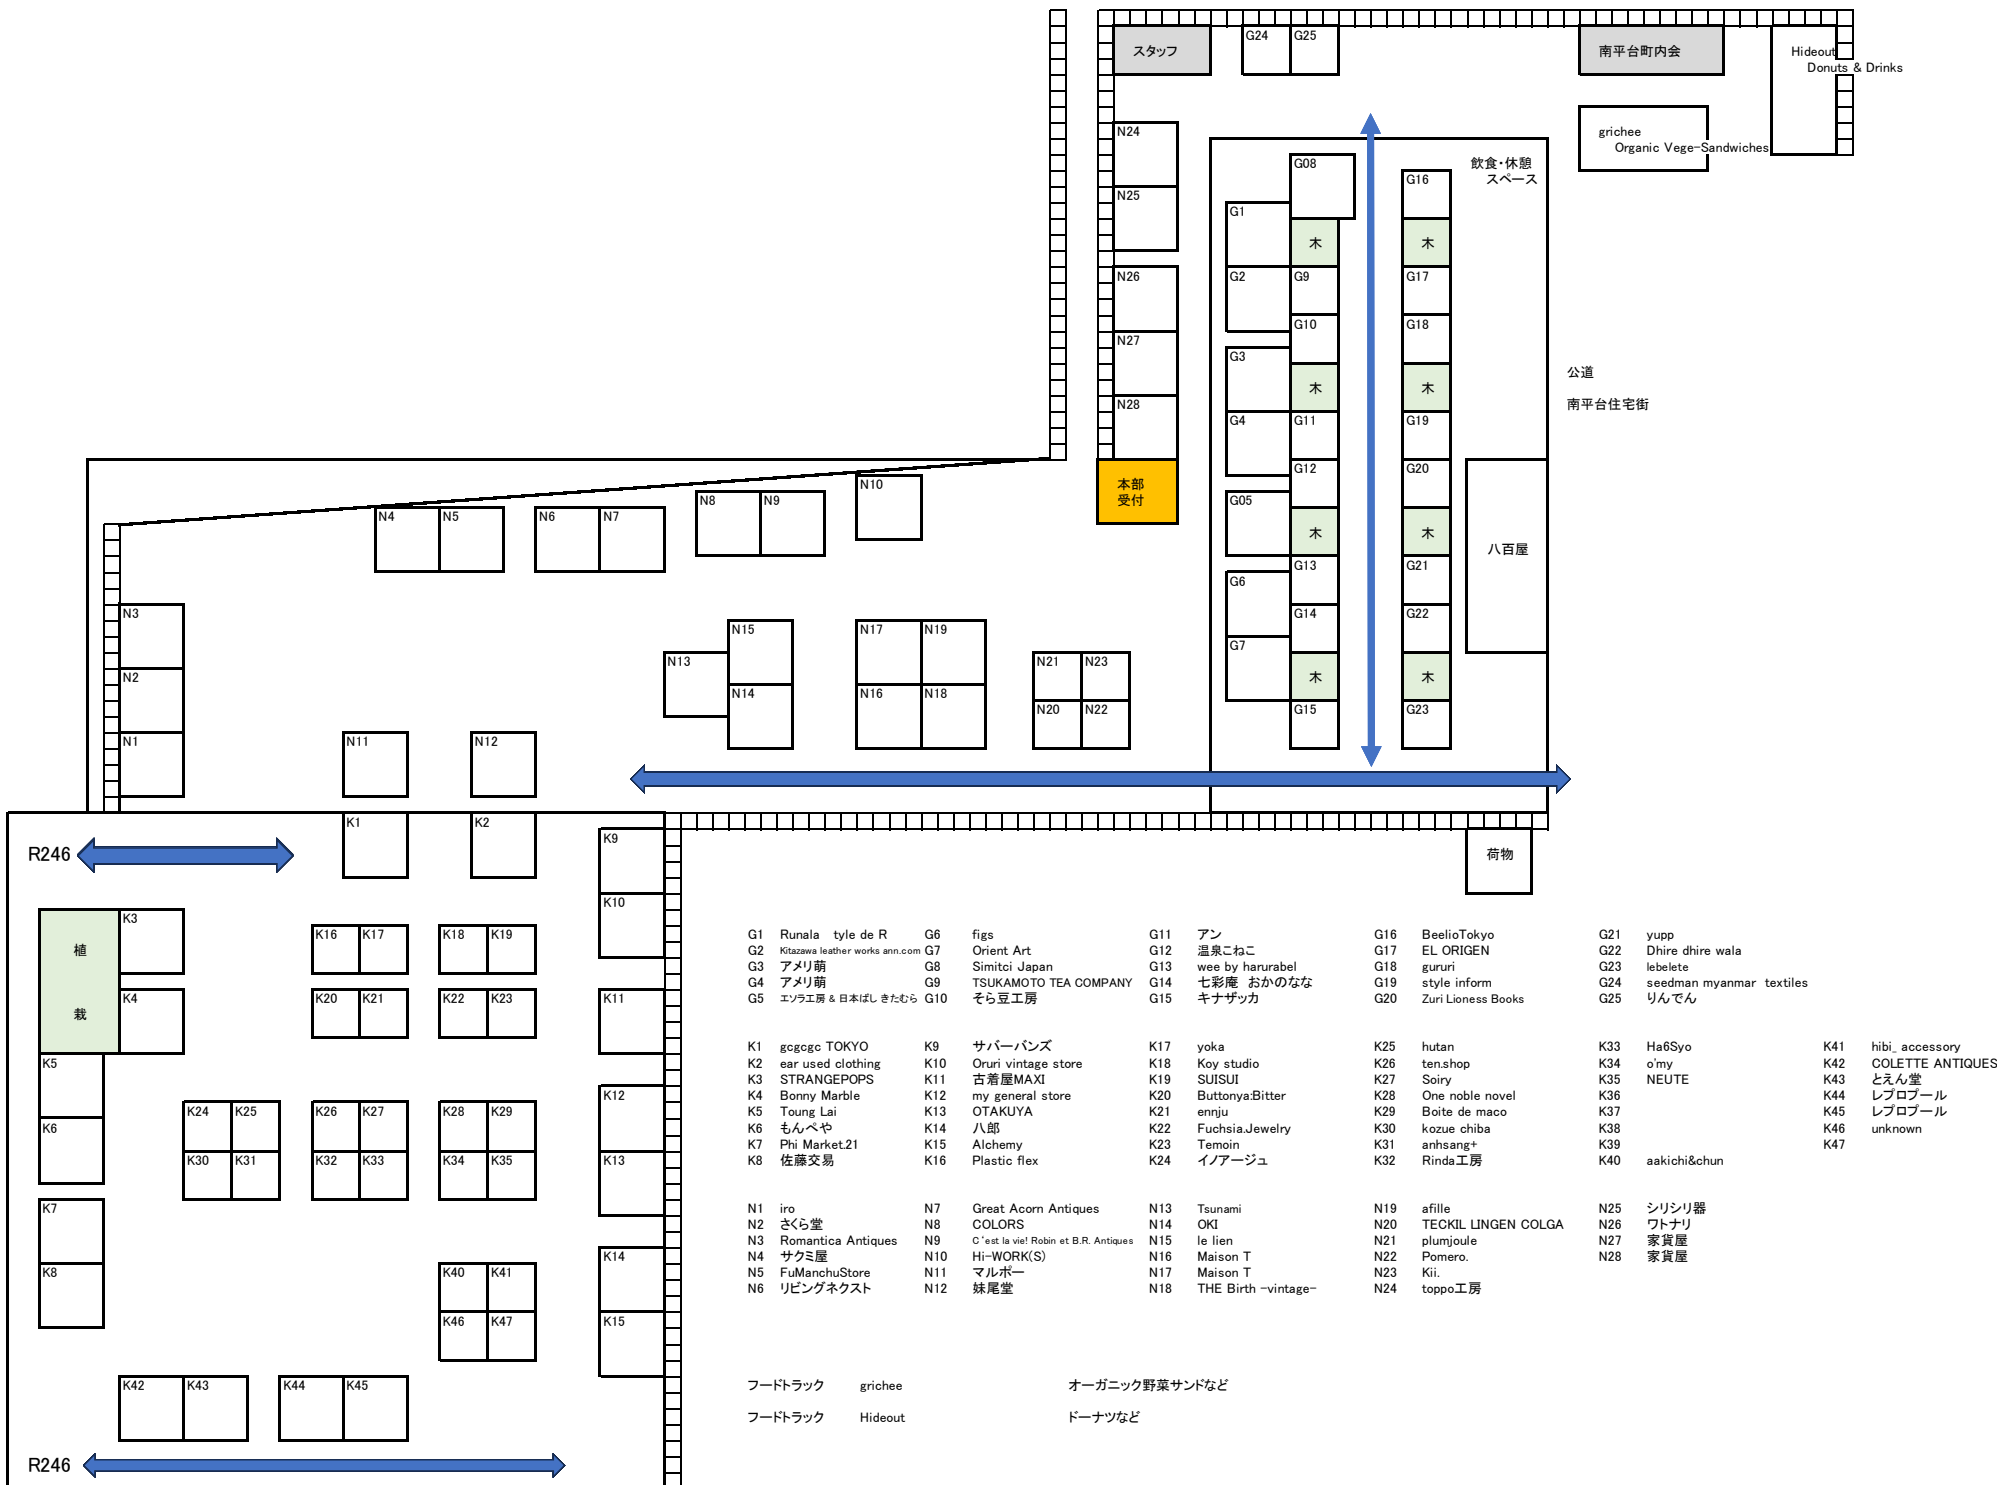 スタッフ
G24 G25
南平台町内会
Hideout
Donuts & Drinks
grichee
Organic Vege-Sandwiches
N24
N25
N26
N27
N28
本部
受付
飲食・休憩
スペース
G08
G16
G1
木 木
G2 G9 G17
G10 G18
G3
木 木
G4 G11 G19
G12 G20
G05
木 木
G13 G21
G6
G14 G22
G7
木 木
G15 G23
八百屋
公道
南平台住宅街
N10
N8 N9
N4 N5 N6 N7
N3
N2
N1
N15 N17 N19
N13 N21 N23
N14 N16 N18
N20 N22
N11 N12
K1 K2
R246
K9
K10
荷物
植
栽
K3
K4
K16 K17 K18 K19
K20 K21 K22 K23
K11
K5
K6
K24 K25 K26 K27 K28 K29
K30 K31 K32 K33 K34 K35
K12
K13
K7
K8
K14
K15
K40 K41
K46 K47
K42 K43 K44 K45
R246
G1 Runala tyle de R G6 figs G11 アン G16 BeelioTokyo G21 yupp
G2 Kitazawa leather works ann.com G7 Orient Art G12 温泉こねこ G17 EL ORIGEN G22 Dhire dhire wala
G3 アメリ萌 G8 Simitci Japan G13 wee by harurabel G18 gururi G23 lebelete
G4 アメリ萌 G9 TSUKAMOTO TEA COMPANY G14 七彩庵 おかのなな G19 style inform G24 seedman myanmar textiles
G5 エソラ工房 & 日本ばし きたむら G10 そら豆工房 G15 キナザッカ G20 Zuri Lioness Books G25 りんでん
K1 gcgcgc TOKYO K9 サバーバンズ K17 yoka K25 hutan K33 Ha6Syo K41 hibi_ accessory
K2 ear used clothing K10 Oruri vintage store K18 Koy studio K26 ten.shop K34 o'my K42 COLETTE ANTIQUES
K3 STRANGEPOPS K11 古着屋MAXI K19 SUISUI K27 Soiry K35 NEUTE K43 とえん堂
K4 Bonny Marble K12 my general store K20 Buttonya:Bitter K28 One noble novel K36 K44 レプロプール
K5 Toung Lai K13 OTAKUYA K21 ennju K29 Boite de maco K37 K45 レプロプール
K6 もんぺや K14 八郎 K22 Fuchsia.Jewelry K30 kozue chiba K38 K46 unknown
K7 Phi Market.21 K15 Alchemy K23 Temoin K31 anhsang+ K39 K47
K8 佐藤交易 K16 Plastic flex K24 イノアージュ K32 Rinda工房 K40 aakichi&chun
N1 iro N7 Great Acorn Antiques N13 Tsunami N19 afille N25 シリシリ器
N2 さくら堂 N8 COLORS N14 OKI N20 TECKIL LINGEN COLGA N26 ワトナリ
N3 Romantica Antiques N9 C'est la vie! Robin et B.R. Antiques N15 le lien N21 plumjoule N27 家貨屋
N4 サクミ屋 N10 Hi-WORK(S) N16 Maison T N22 Pomero. N28 家貨屋
N5 FuManchuStore N11 マルポー N17 Maison T N23 Kii.
N6 リビングネクスト N12 妹尾堂 N18 THE Birth -vintage- N24 toppo工房
フードトラック grichee オーガニック野菜サンドなど
フードトラック Hideout ドーナツなど